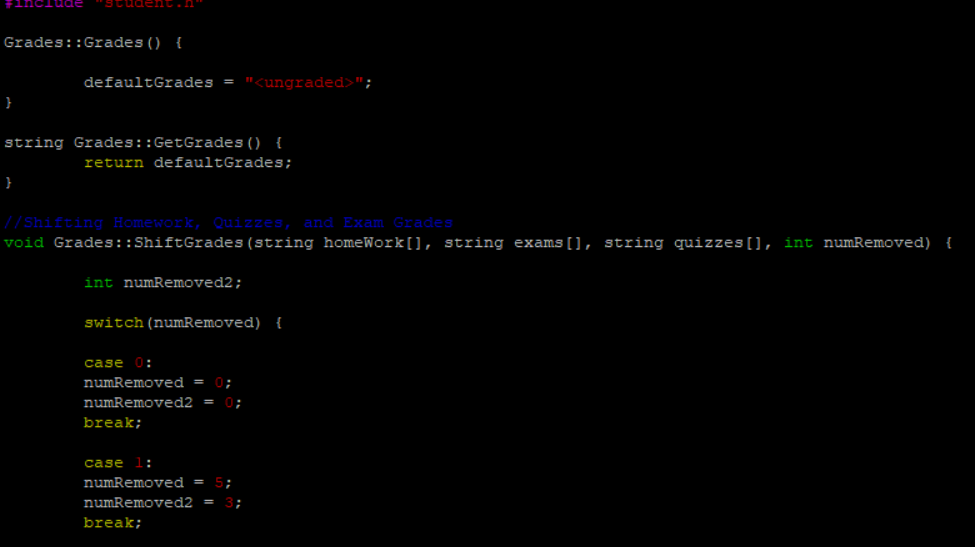 #include "student.h"
Grades::Grades() {
defaultGrades = "<ungraded>";
}
string Grades::GetGrades() {
return defaultGrades;
}
//Shifting Homework, Quizzes, and Exam Grades
void Grades::ShiftGrades(string homeWork[], string exams[], string quizzes[], int numRemoved) {
int numRemoved2;
switch(numRemoved) {
case 0:
numRemoved = 0;
numRemoved2 = 0;
break;
case 1:
numRemoved = 5;
numRemoved2 = 3;
break;